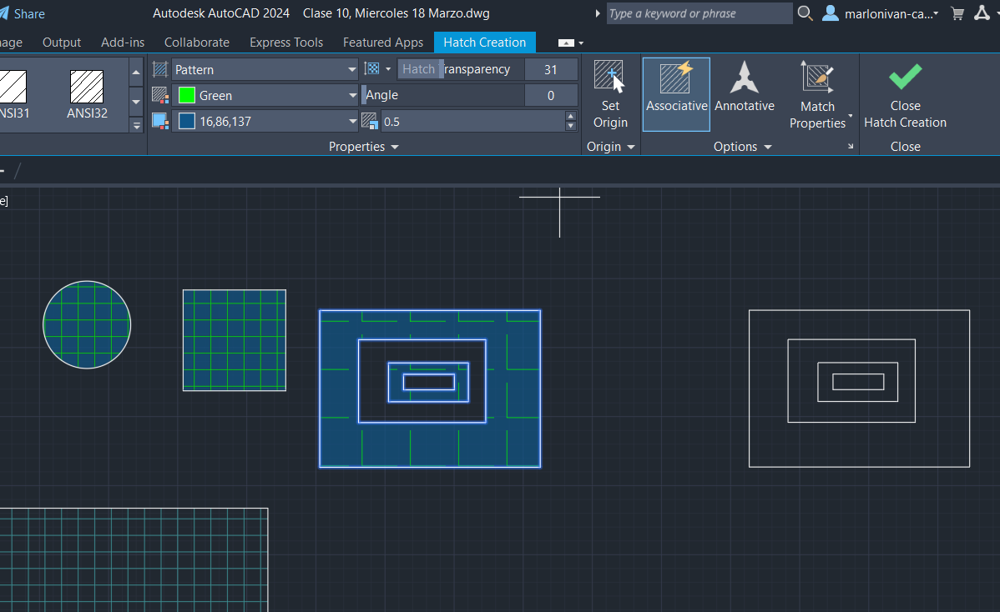 Share Autodesk AutoCAD 2024 Clase 10, Miercoles 18 Marzo.dwg Type a keyword or phrase marlonivan-ca...
nage Output Add-ins Collaborate Express Tools Featured Apps Hatch Creation
Pattern Hatch Transparency 31
Green Angle 0
16,86,137 0.5
NSI31 ANSI32
Set
Origin
Associative Annotative
Match
Properties
Close
Hatch Creation
Properties Origin Options Close
e]